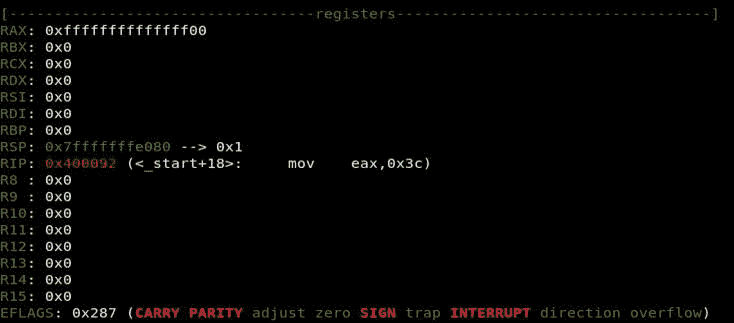 [----------------------------------registers-----------------------------------]
RAX: 0xffffffffffffff00
RBX: 0x0
RCX: 0x0
RDX: 0x0
RSI: 0x0
RDI: 0x0
RBP: 0x0
RSP: 0x7fffffffe080 --> 0x1
RIP: 0x400092 (<_start+18>: mov eax,0x3c)
R8 : 0x0
R9 : 0x0
R10: 0x0
R11: 0x0
R12: 0x0
R13: 0x0
R14: 0x0
R15: 0x0
EFLAGS: 0x287 (CARRY PARITY adjust zero SIGN trap INTERRUPT direction overflow)